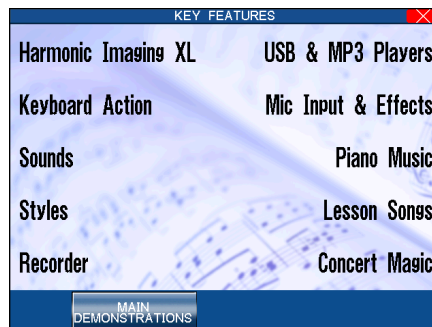 KEY FEATURES
Harmonic Imaging XL
USB & MP3 Players
Keyboard Action
Mic Input & Effects
Sounds
Piano Music
Styles
Lesson Songs
Recorder
Concert Magic
MAIN
DEMONSTRATIONS